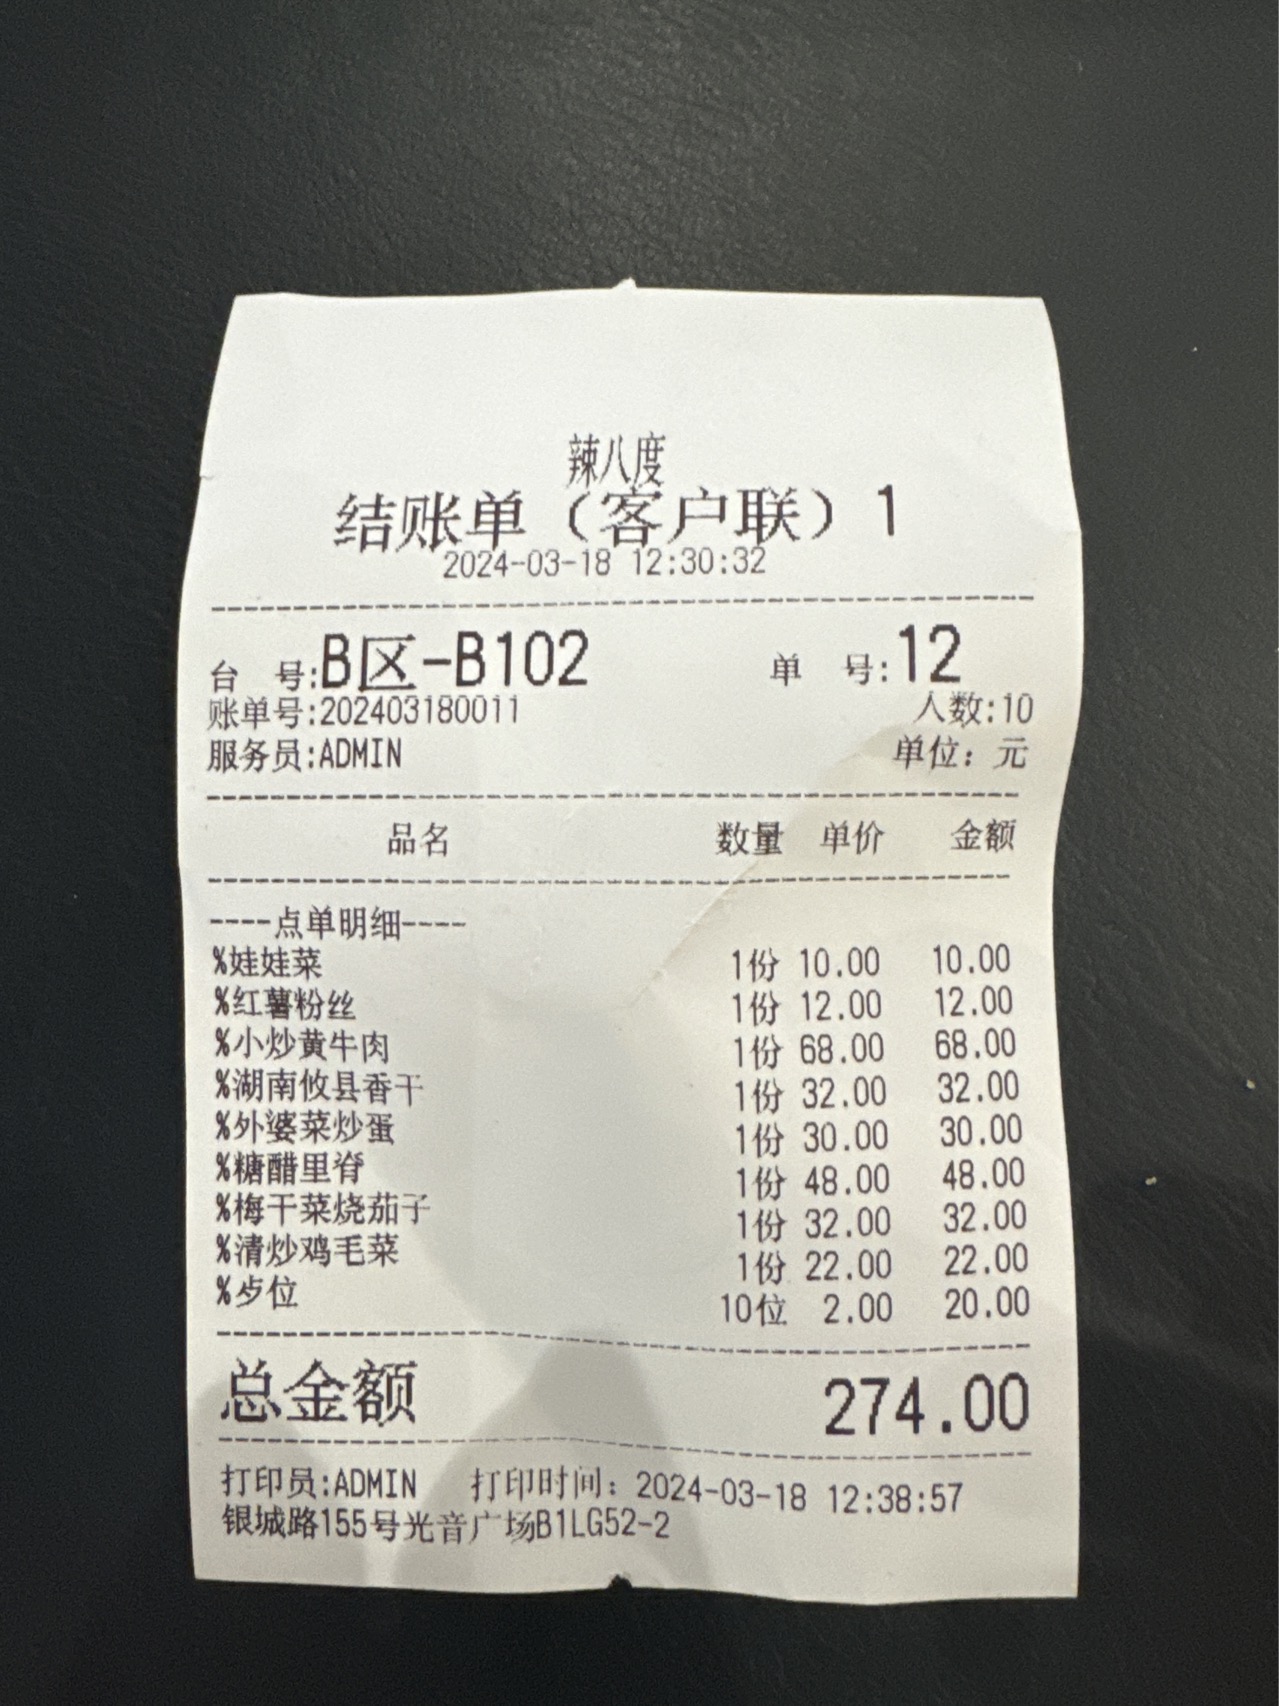 辣八度
结账单（客户联）1
2024-03-18 12:30:32
台 号:B区-B102 单 号:12
账单号:202403180011 人数:10
服务员:ADMIN 单位：元
品名 数量 单价 金额
----点单明细----
%娃娃菜 1份 10.00 10.00
%红薯粉丝 1份 12.00 12.00
%小炒黄牛肉 1份 68.00 68.00
%湖南攸县香干 1份 32.00 32.00
%外婆菜炒蛋 1份 30.00 30.00
%糖醋里脊 1份 48.00 48.00
%梅干菜烧茄子 1份 32.00 32.00
%清炒鸡毛菜 1份 22.00 22.00
%歺位 10位 2.00 20.00
总金额 274.00
打印员:ADMIN 打印时间：2024-03-18 12:38:57
银城路155号光音广场B1LG52-2